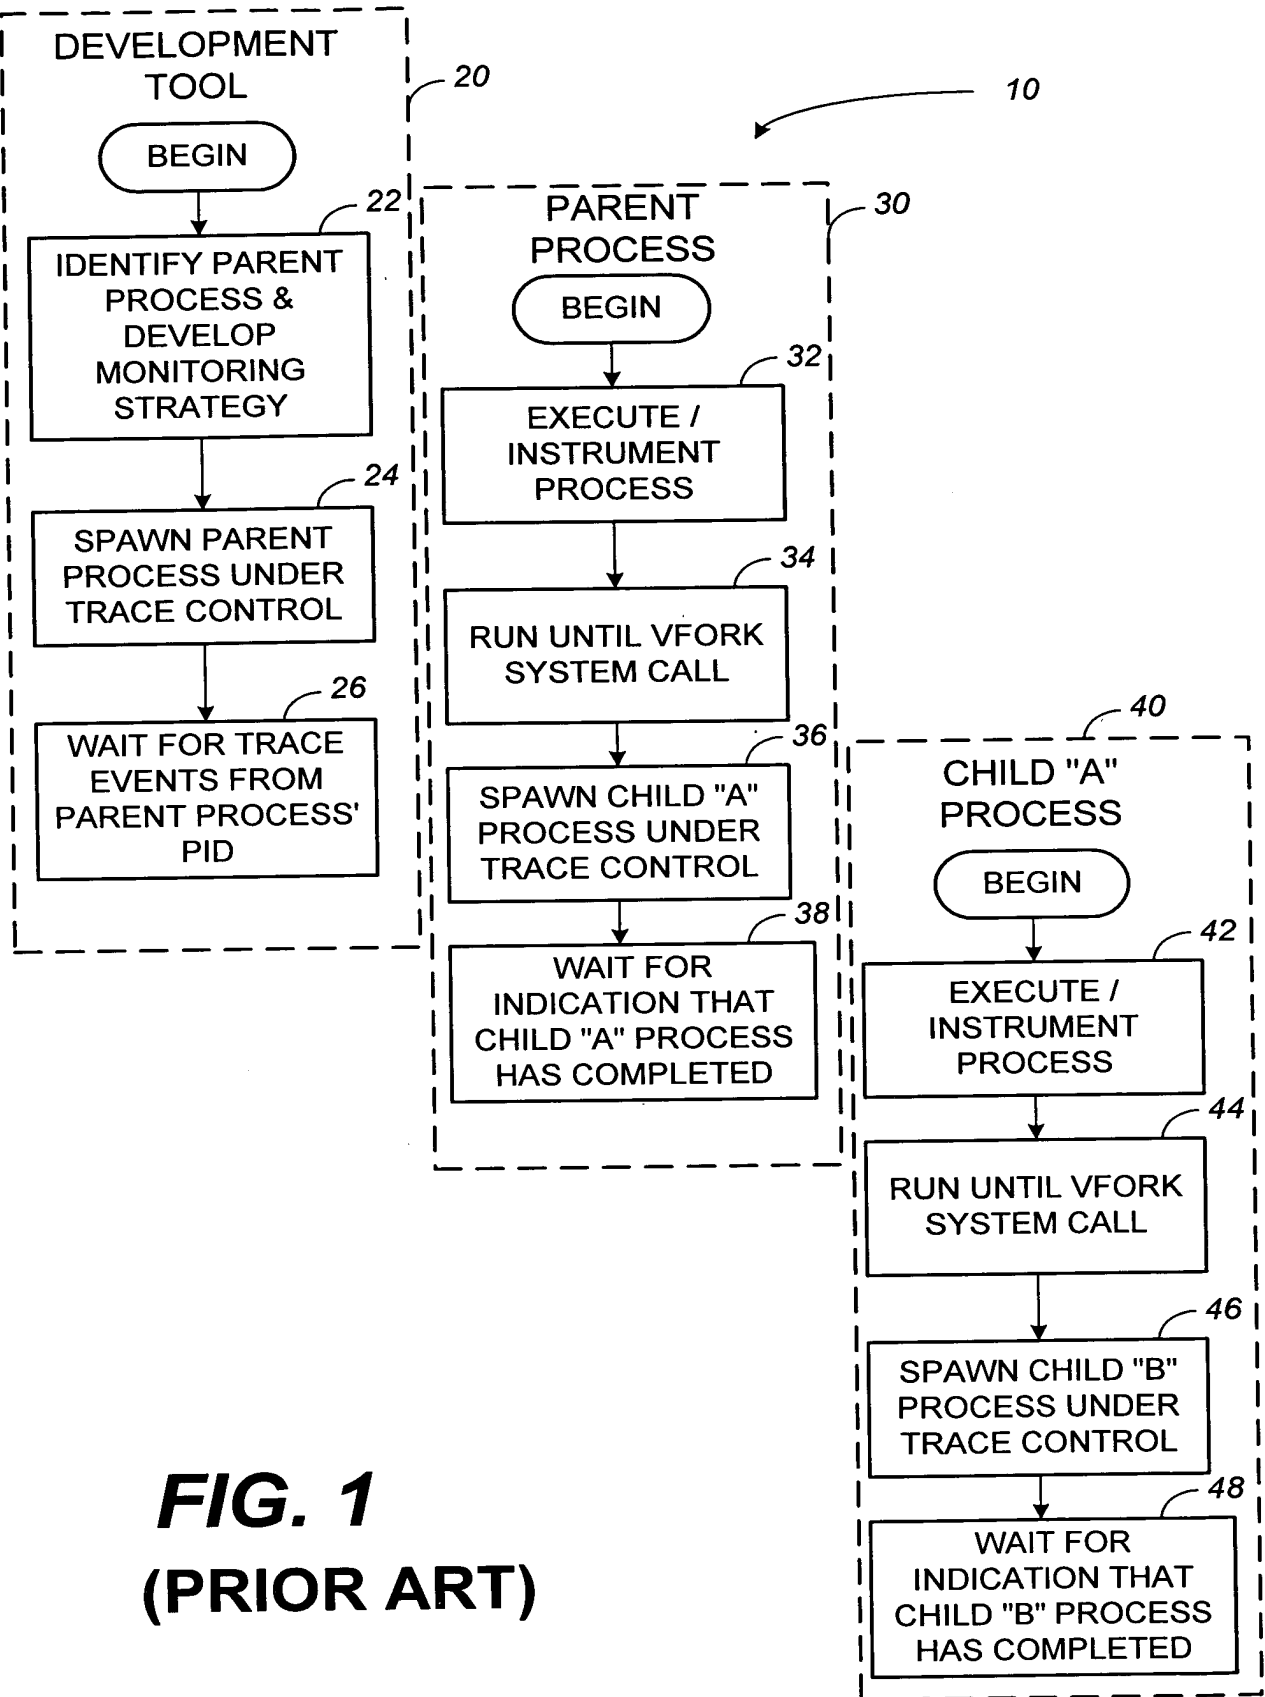 DEVELOPMENT
TOOL
20
BEGIN
22
IDENTIFY PARENT
PROCESS &
DEVELOP
MONITORING
STRATEGY
24
SPAWN PARENT
PROCESS UNDER
TRACE CONTROL
26
WAIT FOR TRACE
EVENTS FROM
PARENT PROCESS'
PID
10
PARENT
PROCESS
30
BEGIN
32
EXECUTE /
INSTRUMENT
PROCESS
34
RUN UNTIL VFORK
SYSTEM CALL
36
SPAWN CHILD "A"
PROCESS UNDER
TRACE CONTROL
38
WAIT FOR
INDICATION THAT
CHILD "A" PROCESS
HAS COMPLETED
40
CHILD "A"
PROCESS
BEGIN
42
EXECUTE /
INSTRUMENT
PROCESS
44
RUN UNTIL VFORK
SYSTEM CALL
46
SPAWN CHILD "B"
PROCESS UNDER
TRACE CONTROL
48
WAIT FOR
INDICATION THAT
CHILD "B" PROCESS
HAS COMPLETED
FIG. 1
(PRIOR ART)